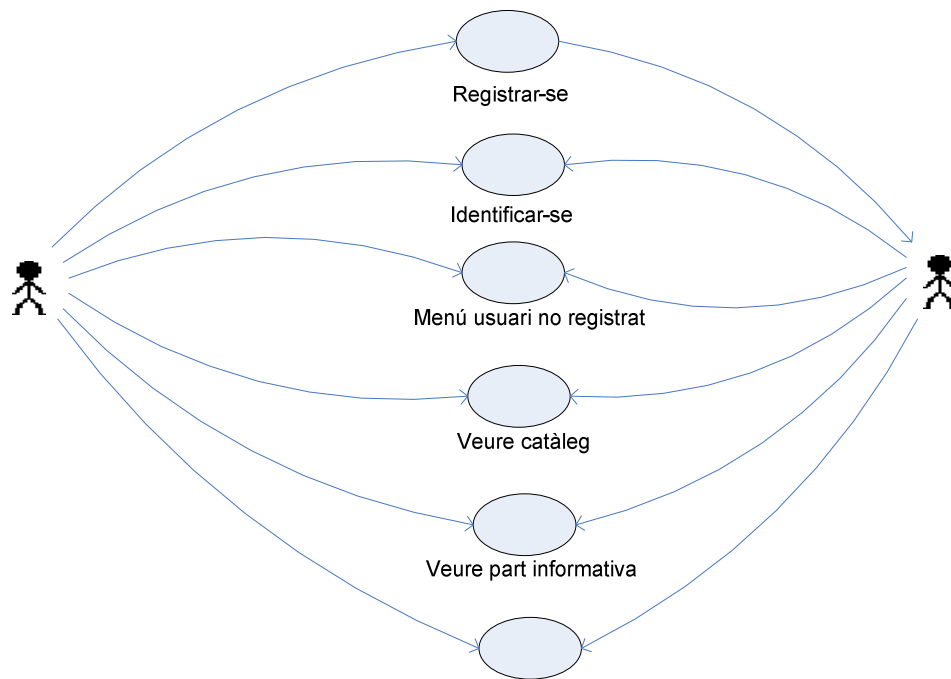 Registrar-se
Identificar-se
Menú usuari no registrat
Veure catàleg
Veure part informativa